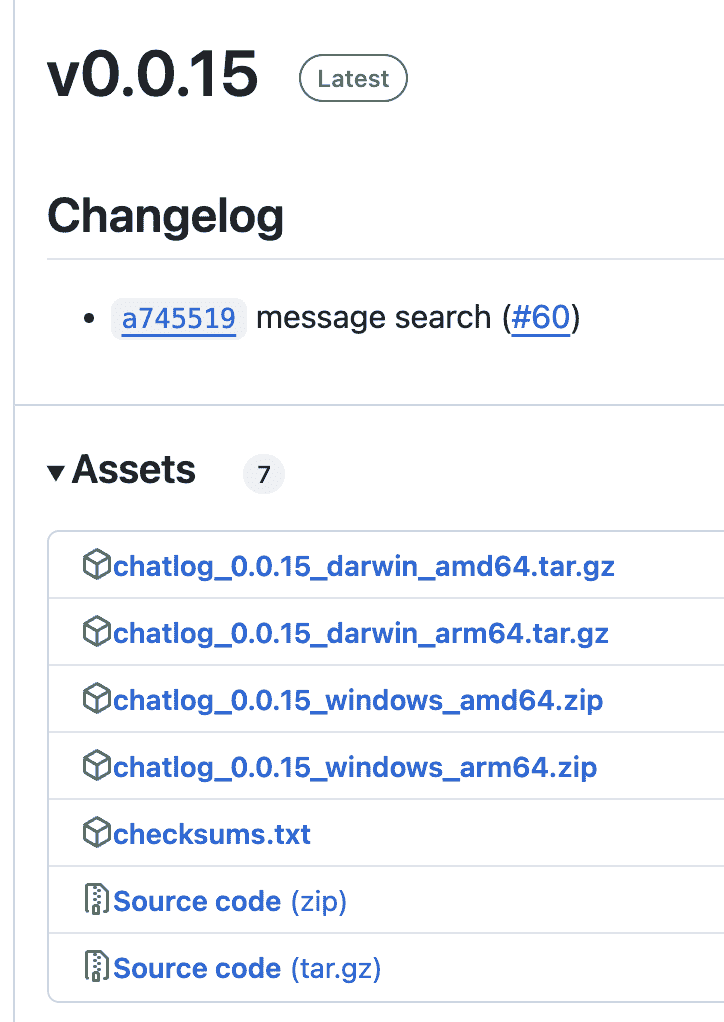 v0.0.15 Latest
Changelog
• a745519 message search (#60)
▼ Assets 7
chatlog_0.0.15_darwin_amd64.tar.gz
chatlog_0.0.15_darwin_arm64.tar.gz
chatlog_0.0.15_windows_amd64.zip
chatlog_0.0.15_windows_arm64.zip
checksums.txt
Source code (zip)
Source code (tar.gz)